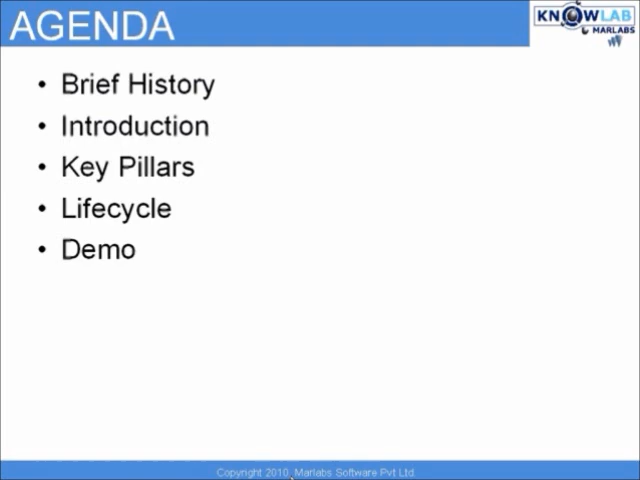 AGENDA
KNOWLAB
MARLABS
• Brief History
• Introduction
• Key Pillars
• Lifecycle
• Demo
Copyright 2010, Marlabs Software Pvt Ltd